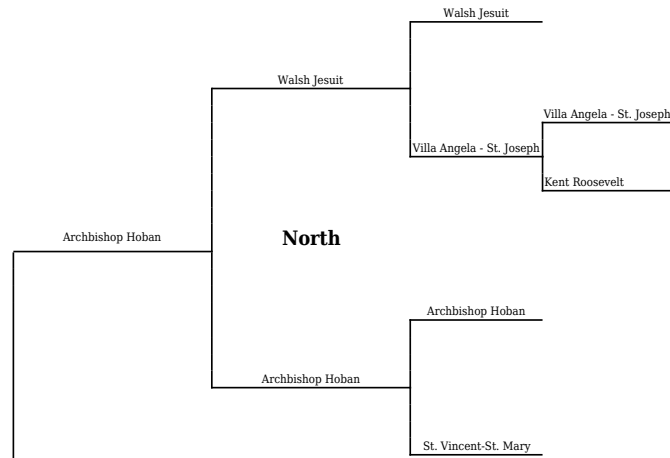 Walsh Jesuit
Walsh Jesuit
Villa Angela - St. Joseph
Villa Angela - St. Joseph
Kent Roosevelt
North
Archbishop Hoban
Archbishop Hoban
Archbishop Hoban
St. Vincent-St. Mary